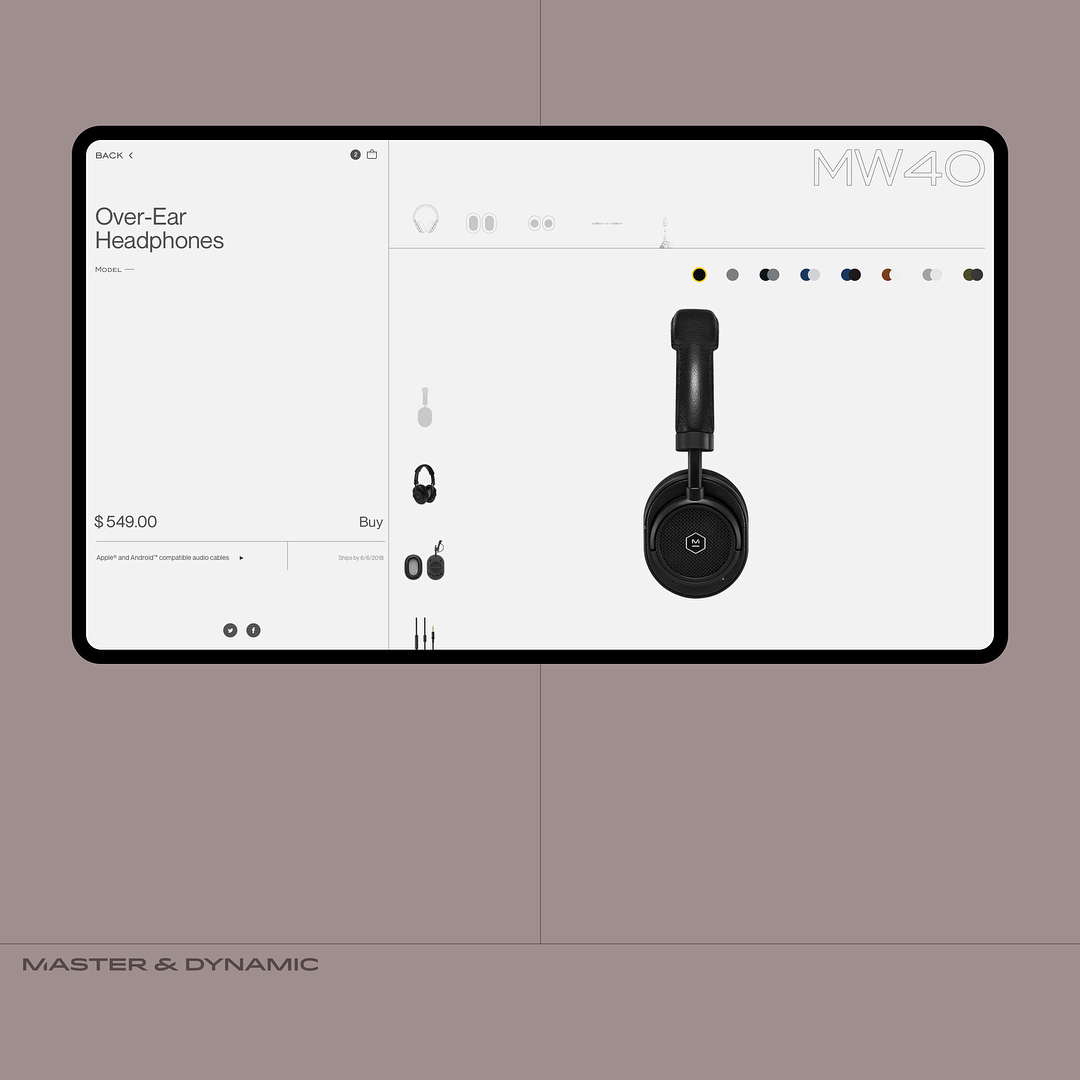 BACK
2
MW40
Over-Ear
Headphones
MODEL —
$ 549.00
Buy
Apple® and Android™ compatible audio cables
Ships by 6/6/2018
M
MASTER & DYNAMIC